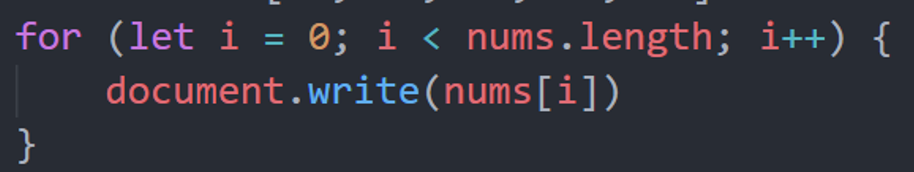 for (let i = 0; i < nums.length; i++) {
    document.write(nums[i])
}